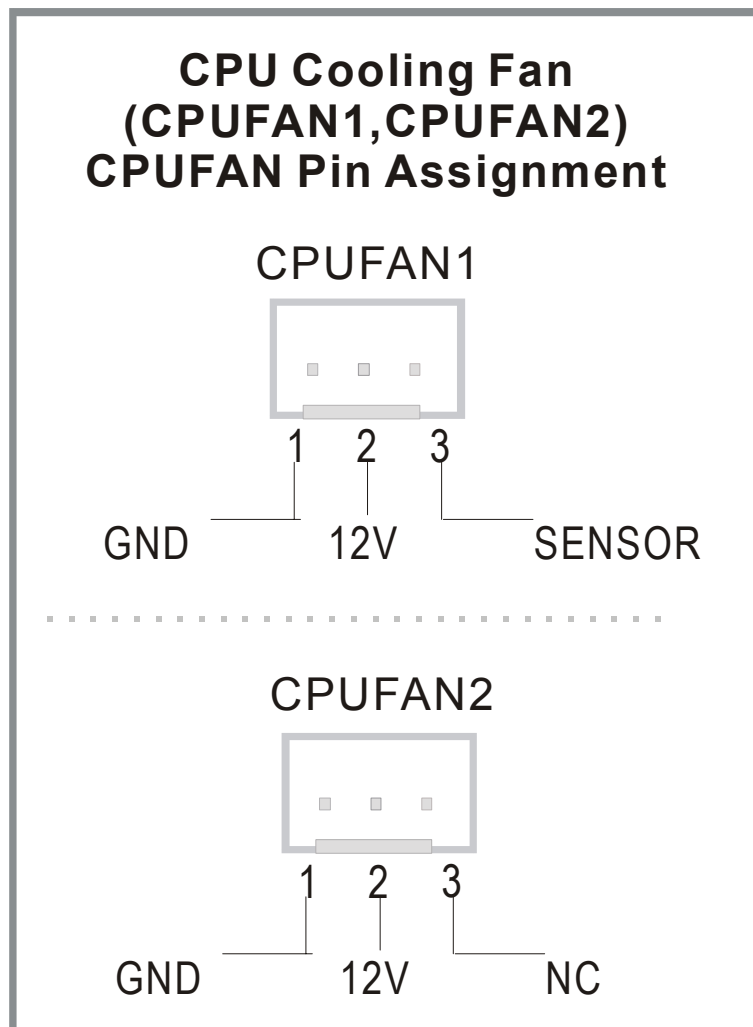 CPU Cooling Fan
(CPUFAN1,CPUFAN2)
CPUFAN Pin Assignment
CPUFAN1
1 2 3
GND 12V SENSOR
CPUFAN2
1 2 3
GND 12V NC